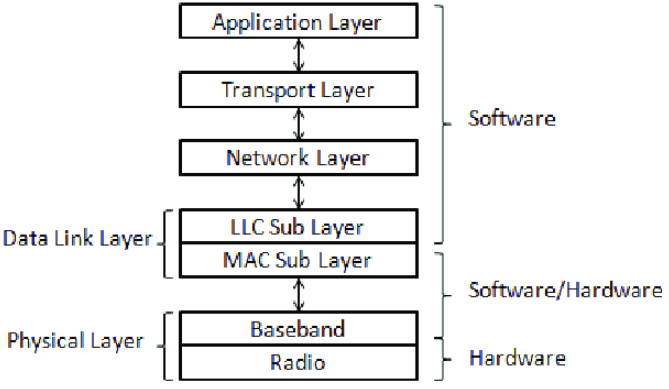 Application Layer
Transport Layer
Software
Network Layer
LLC Sub Layer
Data Link Layer
MAC Sub Layer
Software/Hardware
Baseband
Physical Layer
Radio
Hardware